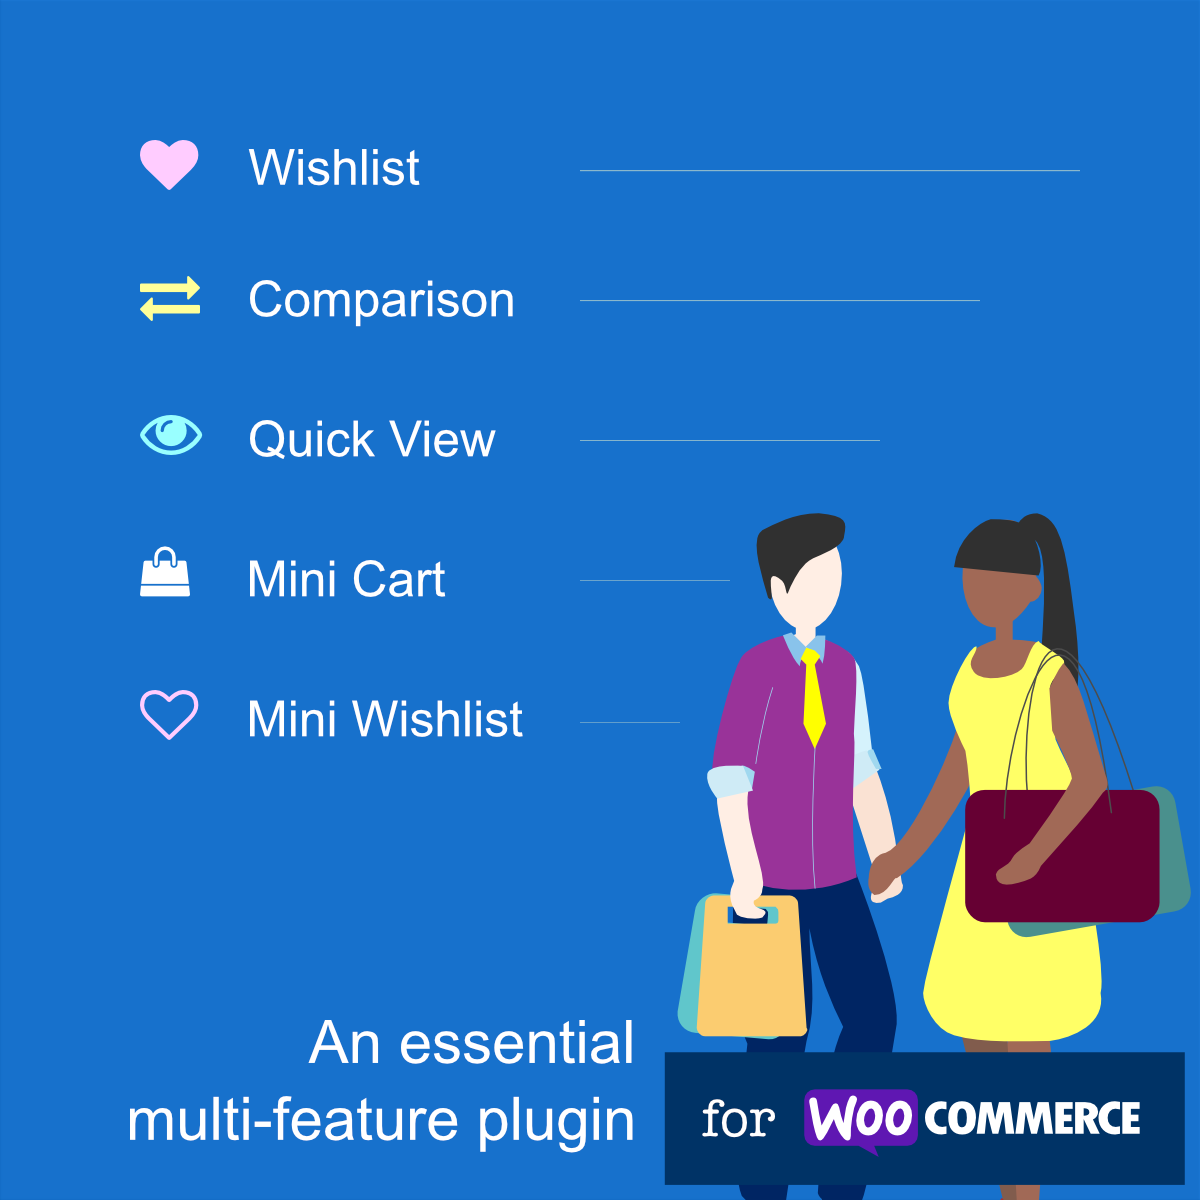 Wishlist
Comparison
Quick View
Mini Cart
Mini Wishlist
An essential
multi-feature plugin
for WOO COMMERCE